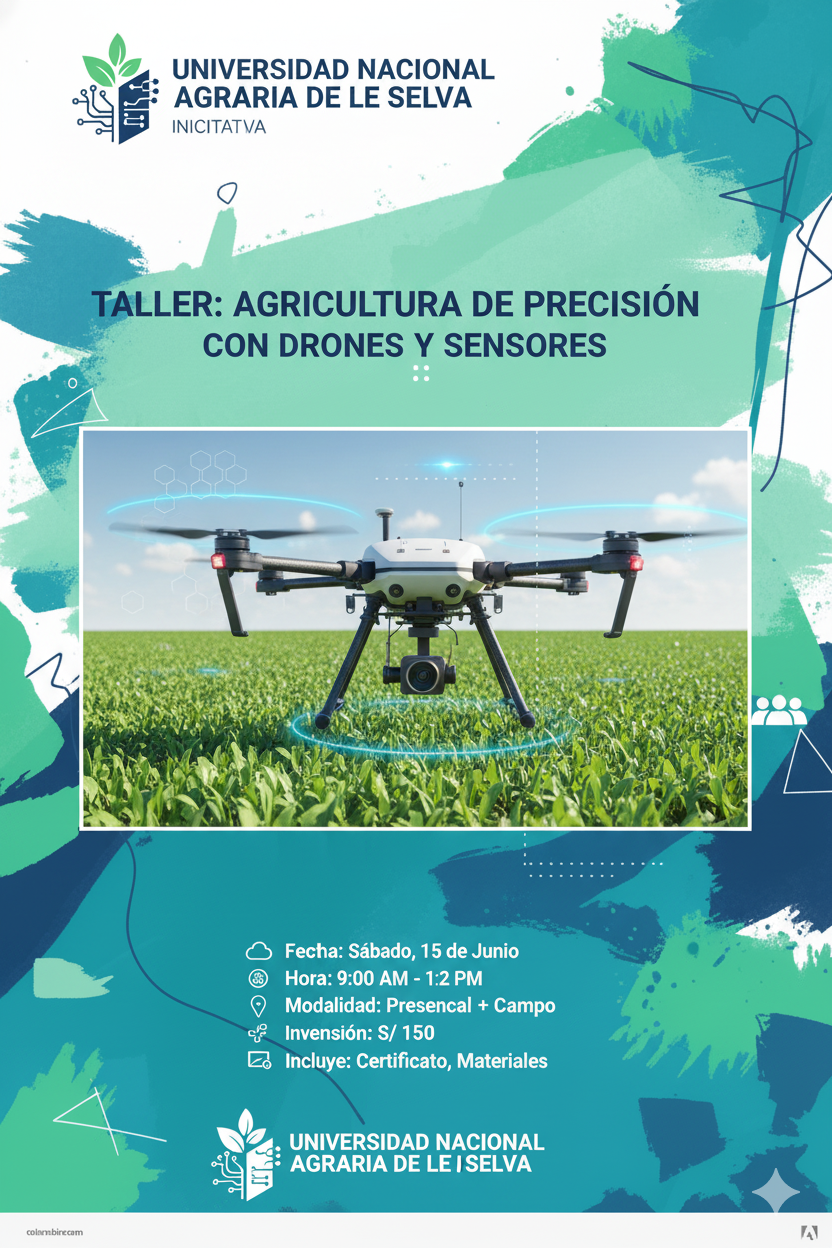 UNIVERSIDAD NACIONAL
AGRARIA DE LE SELVA
INICITATVA
TALLER: AGRICULTURA DE PRECISIÓN
CON DRONES Y SENSORES
Fecha: Sábado, 15 de Junio
Hora: 9:00 AM - 1:2 PM
Modalidad: Presencal + Campo
Invensión: S/ 150
Incluye: Certificato, Materiales
UNIVERSIDAD NACIONAL
AGRARIA DE LE | SELVA